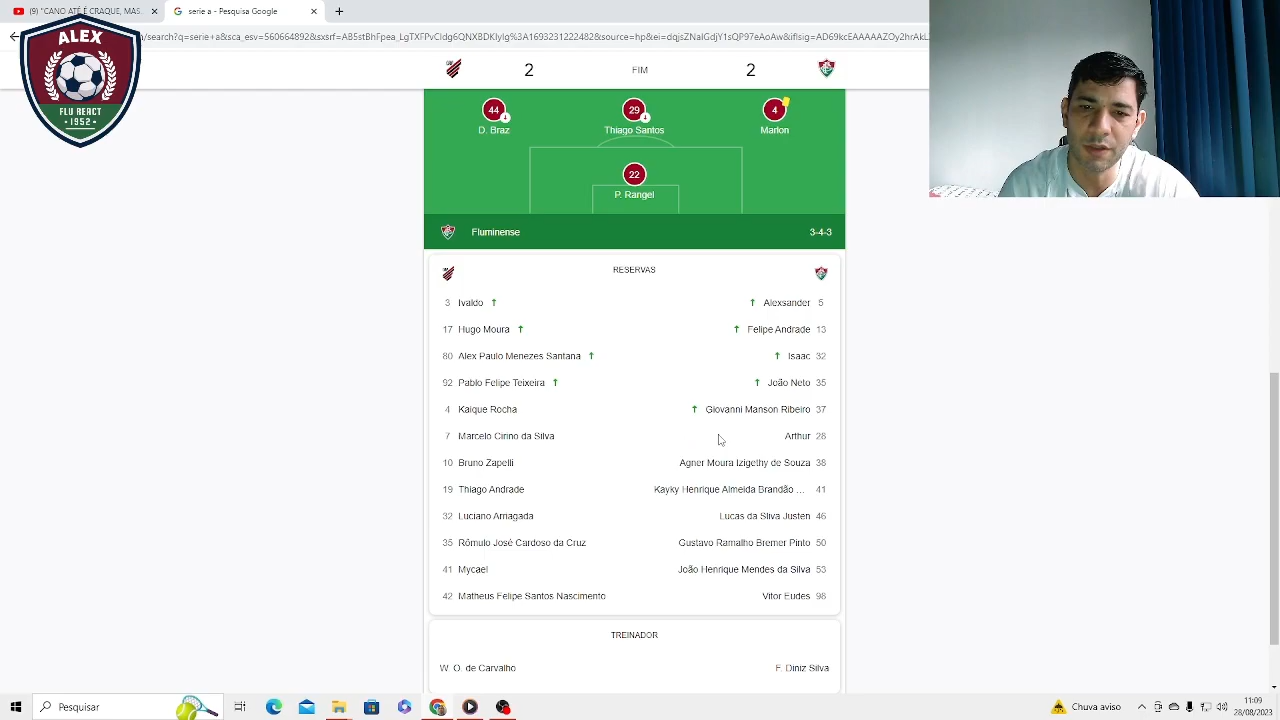 (9) "CANO ATÉ É CRAQUE, MAS
serie a - Pesquisa Google
ALEX
FLU REACT
1952
2
FIM
2
44
29
4
D. Braz
Thiago Santos
Marlon
22
P. Rangel
Fluminense
3-4-3
RESERVAS
3 Ivaldo
Alexsander 5
17 Hugo Moura
Felipe Andrade 13
80 Alex Paulo Menezes Santana
Isaac 32
92 Pablo Felipe Teixeira
João Neto 35
4 Kaique Rocha
Giovanni Manson Ribeiro 37
7 Marcelo Cirino da Silva
Arthur 28
10 Bruno Zapelli
Agner Moura Izigethy de Souza 38
19 Thiago Andrade
Kayky Henrique Almeida Brandão ... 41
32 Luciano Arriagada
Lucas da Sliva Justen 46
35 Rômulo José Cardoso da Cruz
Gustavo Ramalho Bremer Pinto 50
41 Mycael
João Henrique Mendes da Silva 53
42 Matheus Felipe Santos Nascimento
Vitor Eudes 98
TREINADOR
W. O. de Carvalho
F. Diniz Silva
Pesquisar
Chuva aviso
11:09
28/08/2023